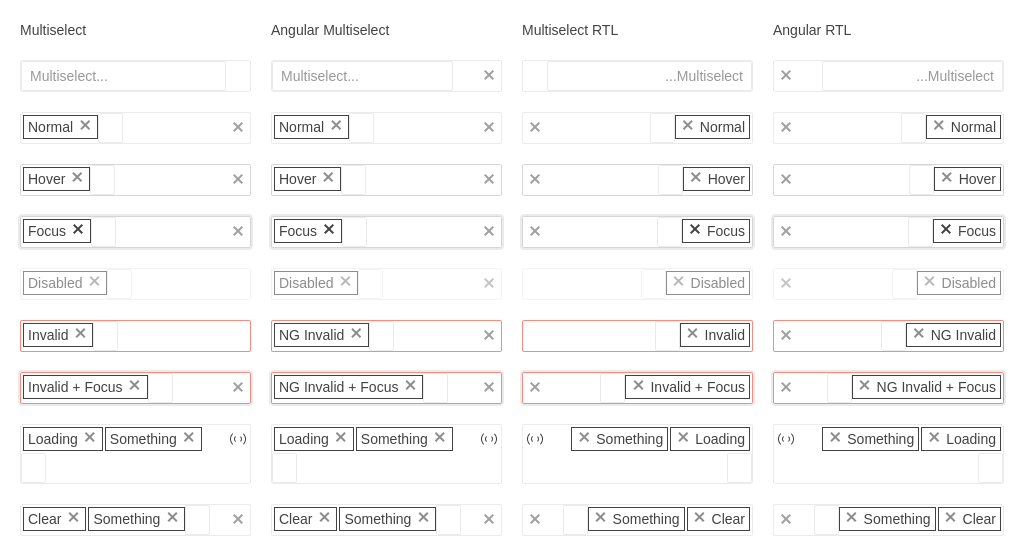 Multiselect Angular Multiselect Multiselect RTL Angular RTL
Multiselect... Multiselect... ...Multiselect ...Multiselect
Normal Normal Normal Normal
Hover Hover Hover Hover
Focus Focus Focus Focus
Disabled Disabled Disabled Disabled
Invalid NG Invalid Invalid NG Invalid
Invalid + Focus NG Invalid + Focus Invalid + Focus NG Invalid + Focus
Loading Something Loading Something Something Loading Something Loading
Clear Something Clear Something Something Clear Something Clear